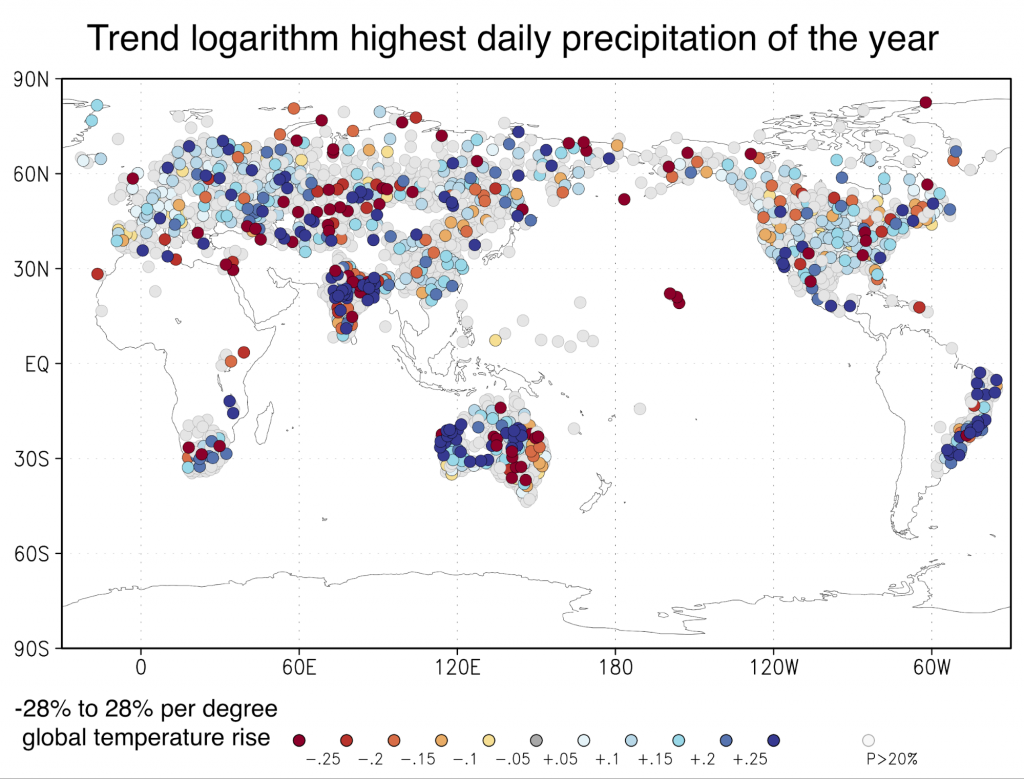 Trend logarithm highest daily precipitation of the year
90N
60N
30N
EQ
30S
60S
90S
0 60E 120E 180 120W 60W
-28% to 28% per degree
global temperature rise
−.25 −.2 −.15 −.1 −.05 +.05 +.1 +.15 +.2 +.25 P>20%